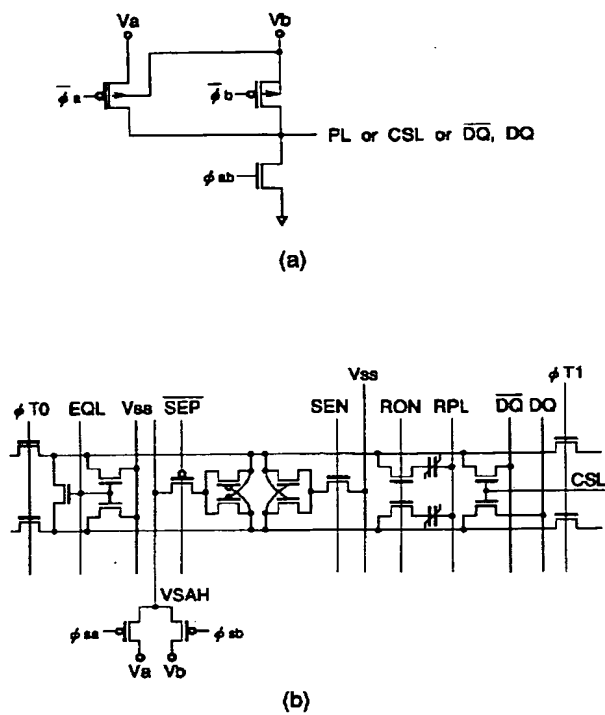 Va Vb
φ̅a φ̅b
PL or CSL or D̅Q̅, DQ
φab
(a)
Vss
φT0 EQL Vss S̅E̅P̅ SEN RON RPL D̅Q̅ DQ φT1
CSL
VSAH
φsa φsb
Va Vb
(b)